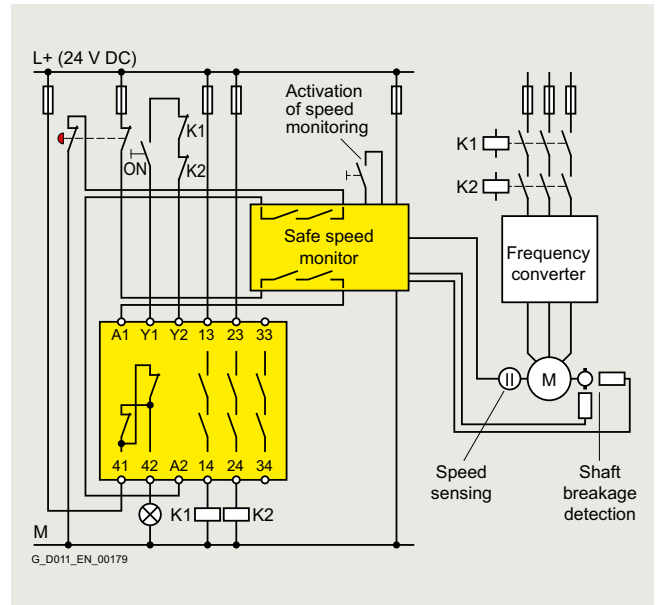 L+ (24 V DC)
Activation
of speed
monitoring
K1
K2
ON
K1
K2
Safe speed
monitor
Frequency
converter
A1 Y1 Y2 13 23 33
M
41 42 A2 14 24 34
K1
K2
Speed
sensing
Shaft
breakage
detection
M
G_D011_EN_00179